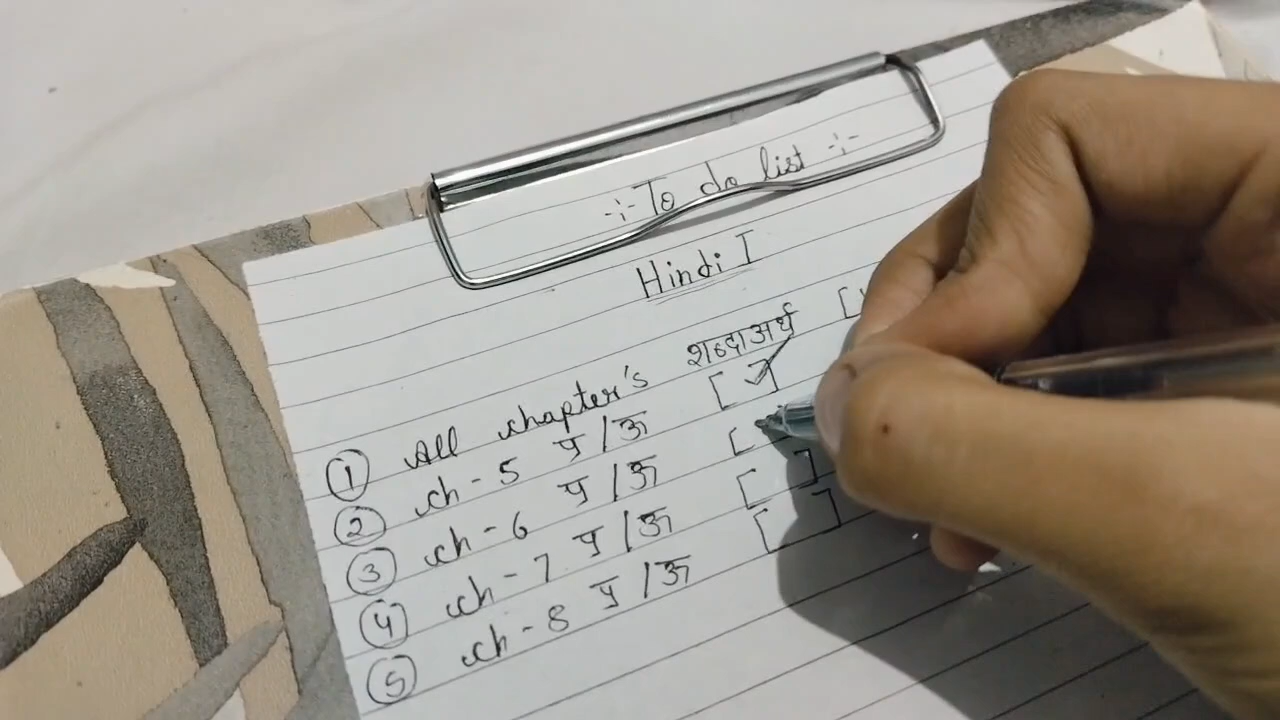 To do list
Hindi I
① All chapter's शब्दाअर्थ [
② ch - 5 प्र / ऊ [✓]
③ ch - 6 प्र / ऊ [
④ ch - 7 प्र / ऊ [ ]
⑤ ch - 8 प्र / ऊ [ ]